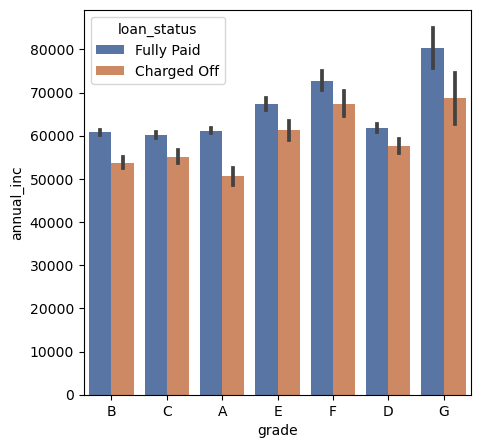 loan_status
Fully Paid
Charged Off
80000
70000
60000
50000
40000
30000
20000
10000
0
annual_inc
B C A E F D G
grade